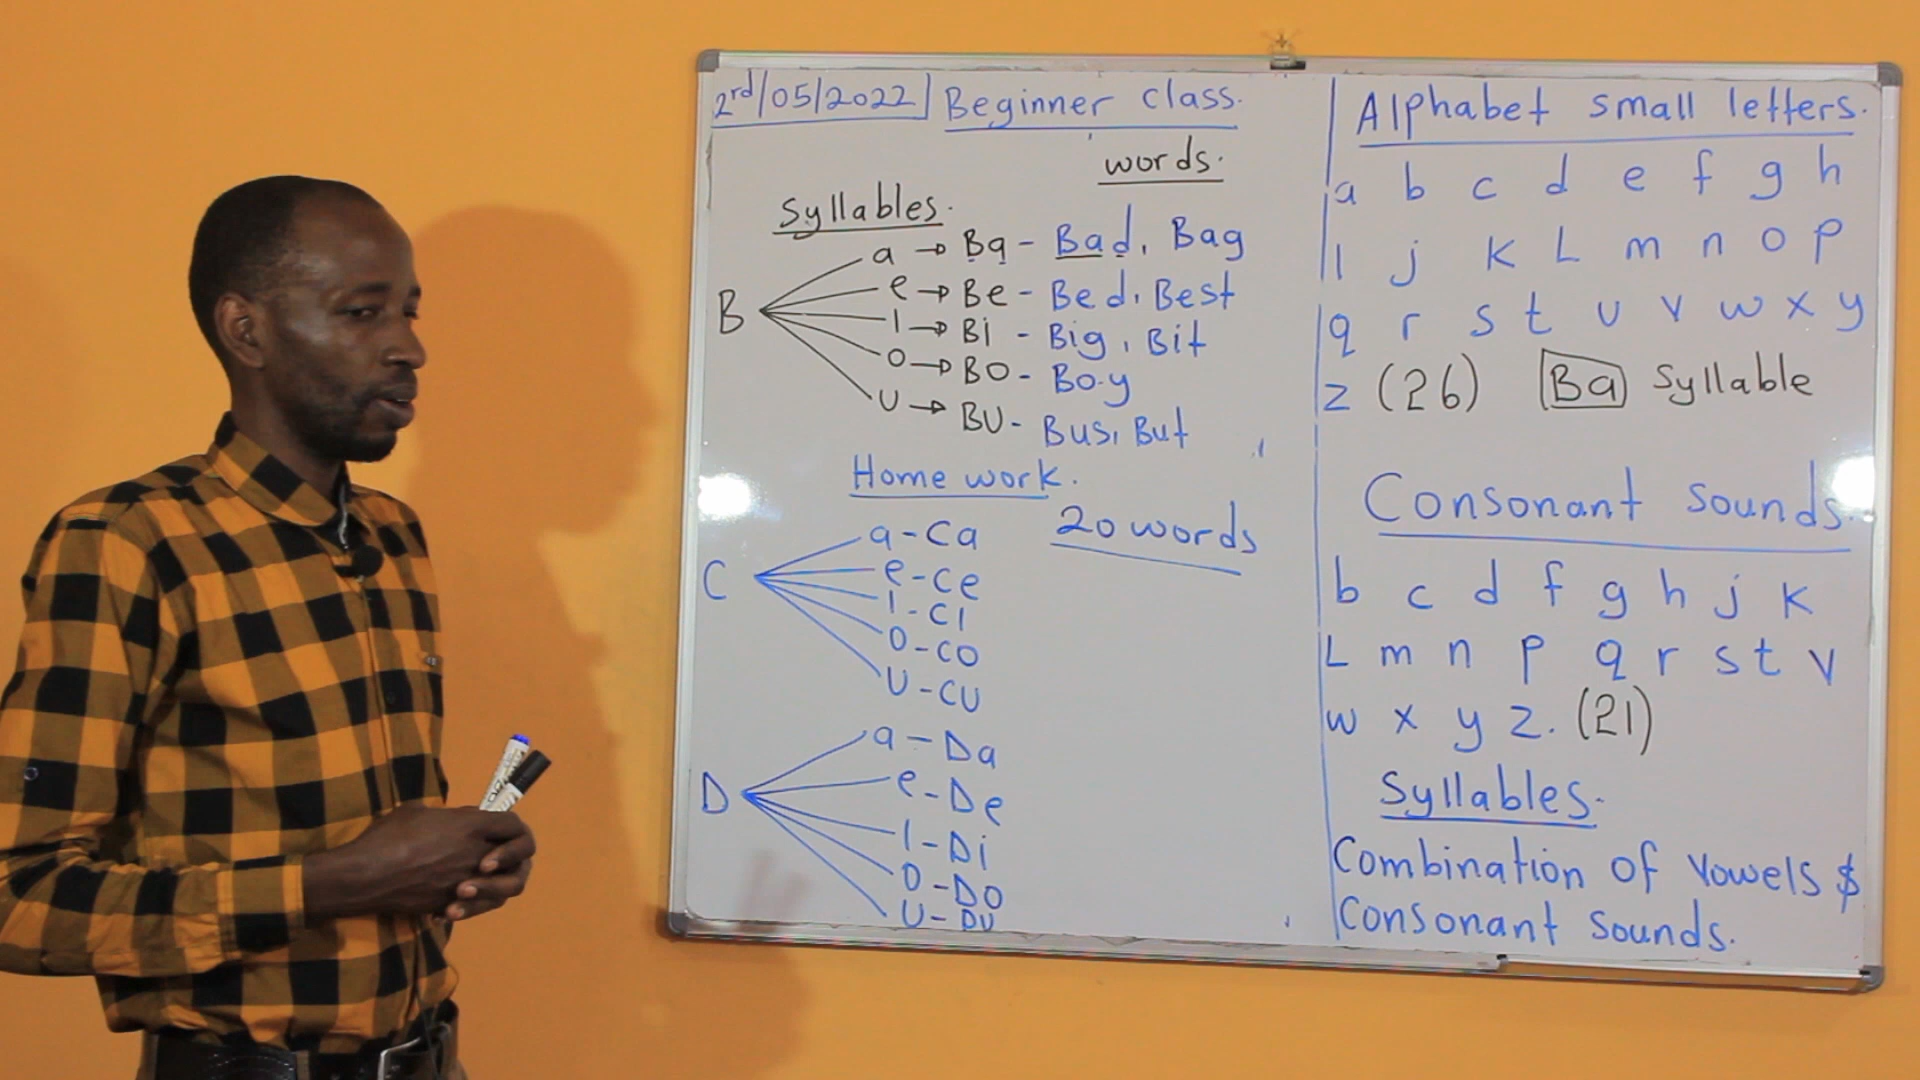 2rd/05/2022 Beginner class.
words.
Syllables.
B
a → Ba - Bad, Bag
e → Be - Bed, Best
I → Bi - Big, Bit
o → BO - Boy
U → BU - Bus, But
Home work.
20 words
C
a - Ca
e - Ce
I - CI
O - CO
U - CU
D
a - Da
e - De
I - Di
O - DO
U - DU
Alphabet small letters.
a b c d e f g h
I j k L m n o p
q r s t u v w x y
z (26) Ba Syllable
Consonant sounds.
b c d f g h j k
L m n p q r s t v
w x y z. (21)
Syllables.
Combination of vowels $
Consonant sounds.